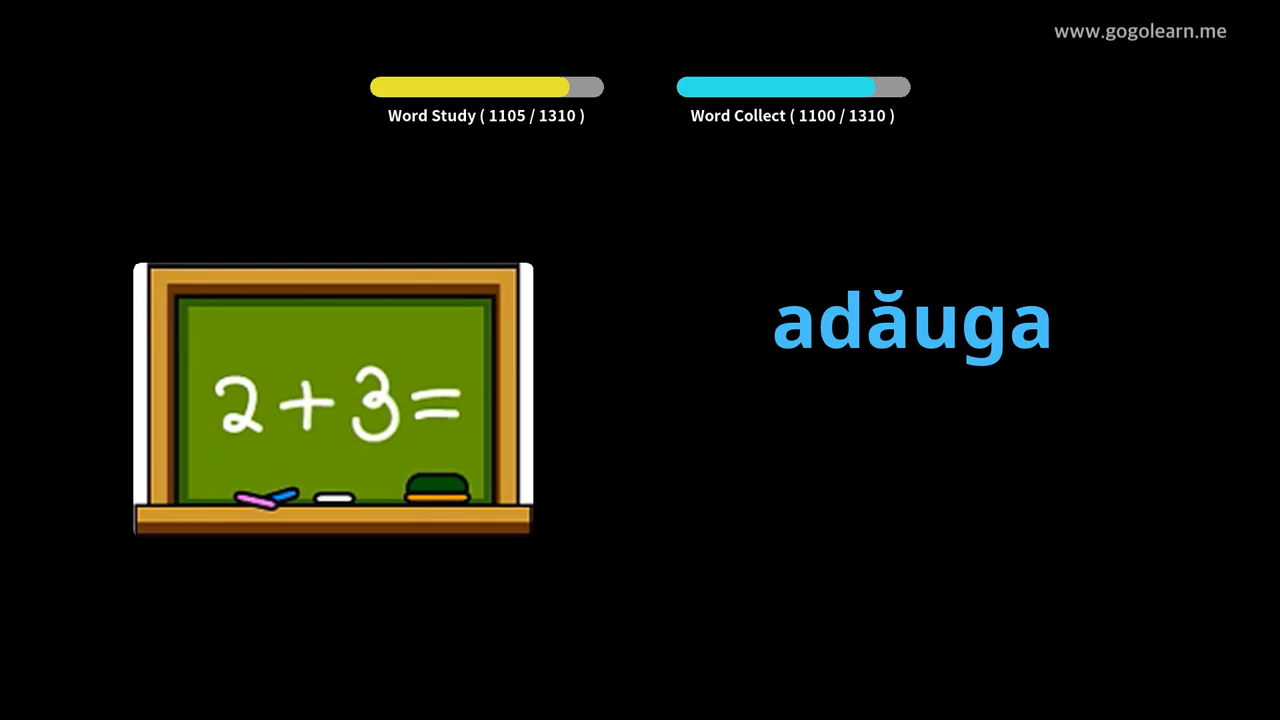 www.gogolearn.me
Word Study ( 1105 / 1310 )
Word Collect ( 1100 / 1310 )
adăuga
2 + 3 =